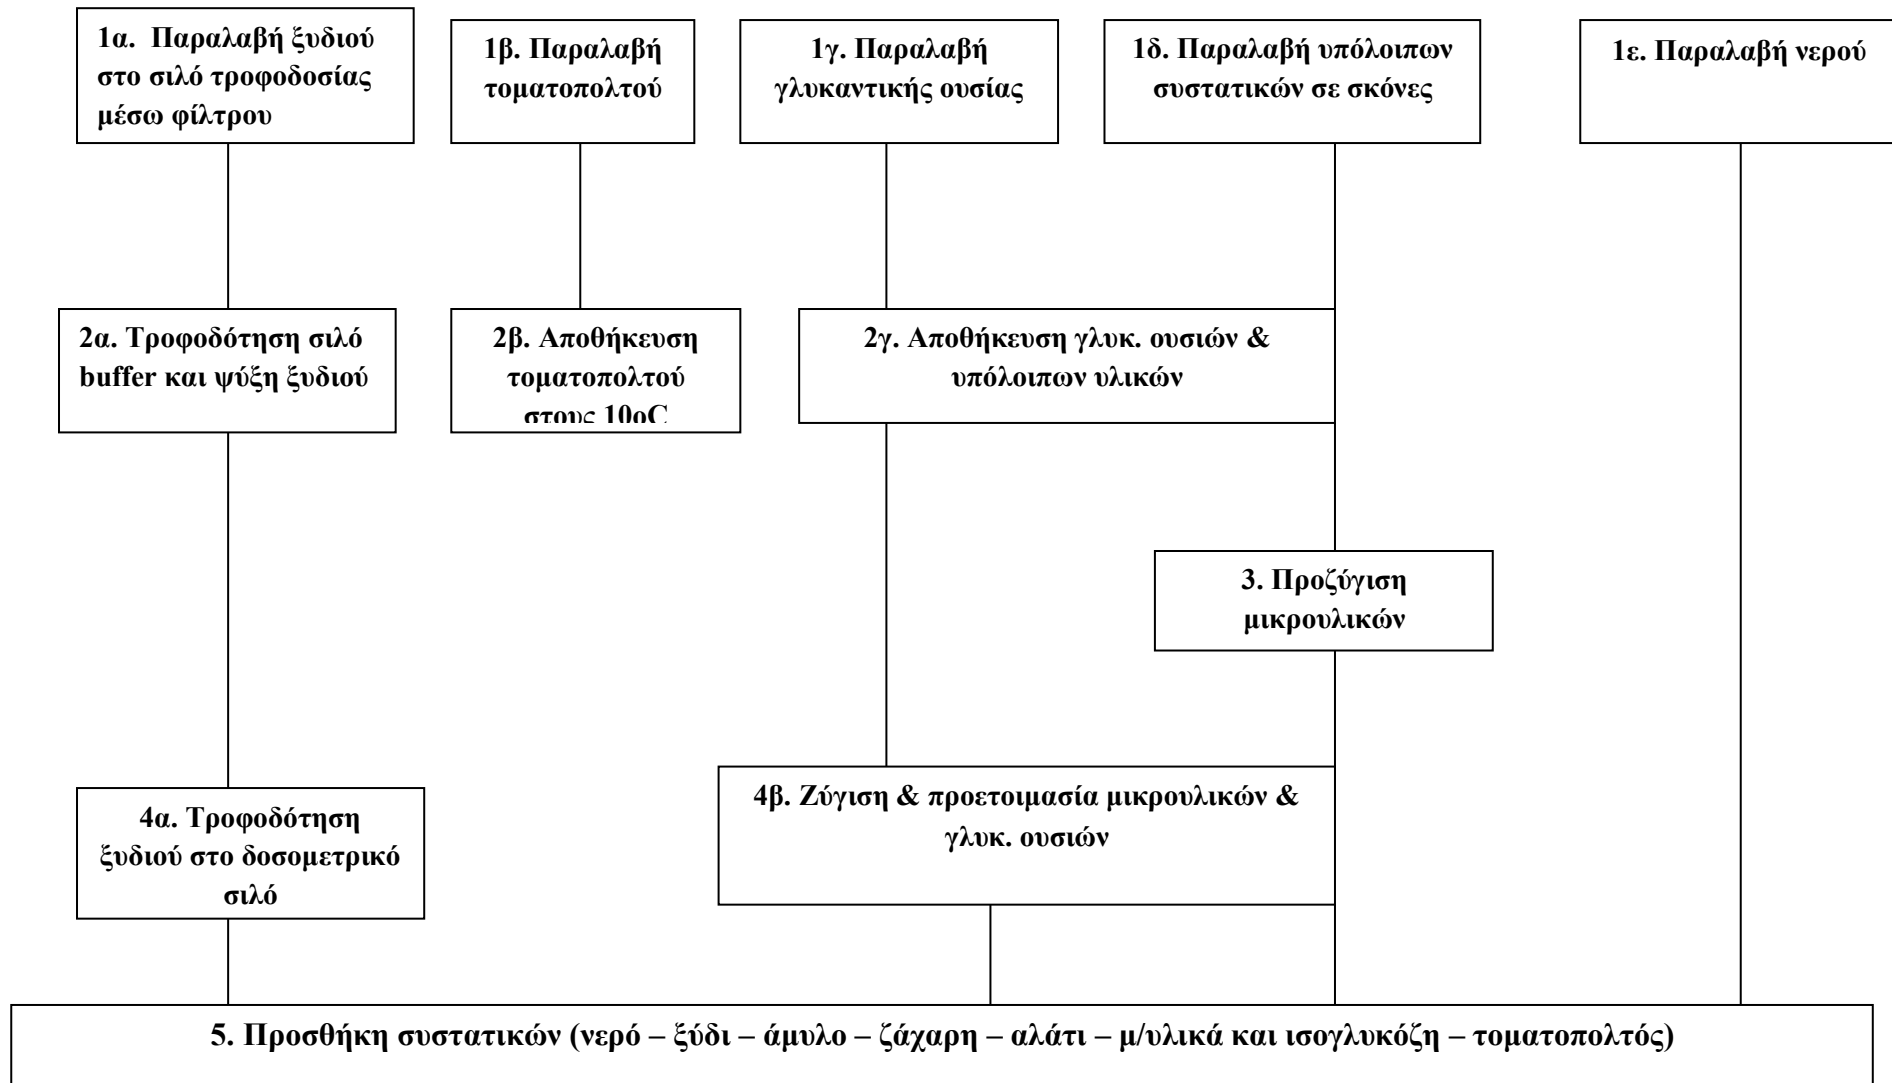 1α. Παραλαβή ξυδιού
στο σιλό τροφοδοσίας
μέσω φίλτρου
1β. Παραλαβή
τοματοπολτού
1γ. Παραλαβή
γλυκαντικής ουσίας
1δ. Παραλαβή υπόλοιπων
συστατικών σε σκόνες
1ε. Παραλαβή νερού
2α. Τροφοδότηση σιλό
buffer και ψύξη ξυδιού
2β. Αποθήκευση
τοματοπολτού
στους 10οC
2γ. Αποθήκευση γλυκ. ουσιών &
υπόλοιπων υλικών
3. Προζύγιση
μικρουλικών
4α. Τροφοδότηση
ξυδιού στο δοσομετρικό
σιλό
4β. Ζύγιση & προετοιμασία μικρουλικών &
γλυκ. ουσιών
5. Προσθήκη συστατικών (νερό – ξύδι – άμυλο – ζάχαρη – αλάτι – μ/υλικά και ισογλυκόζη – τοματοπολτός)